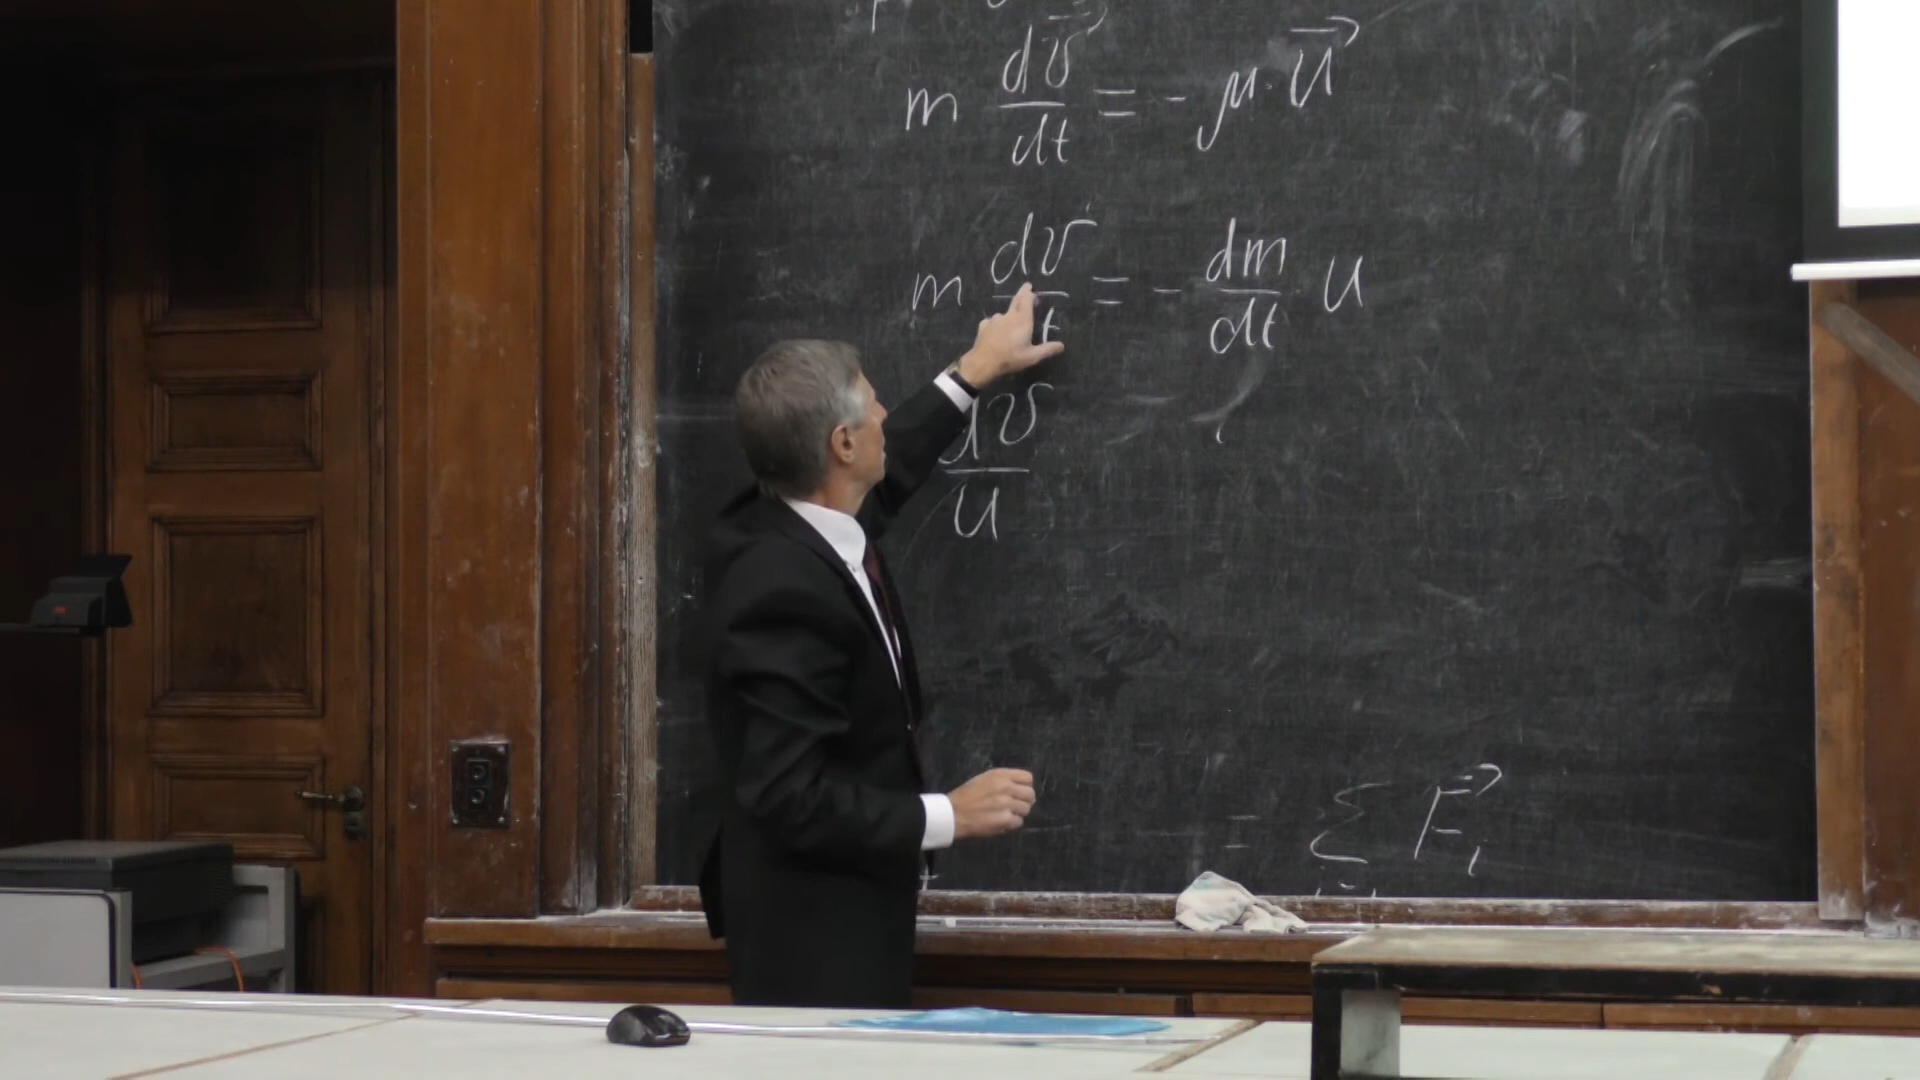 m dv⃗/dt = - μ · u⃗
m dv/dt = - dm/dt u
dv/u
= Σ F⃗i